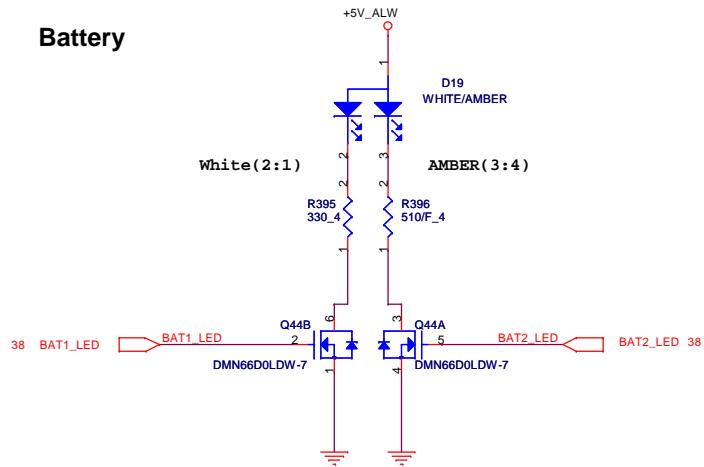 +5V_ALW
Battery
1
D19
WHITE/AMBER
2 3
White(2:1) AMBER(3:4)
2 2
R395 R396
330_4 510/F_4
1 1
6 3
Q44B Q44A
38 BAT1_LED BAT1_LED 2 5 BAT2_LED BAT2_LED 38
DMN66D0LDW-7 DMN66D0LDW-7
1 4